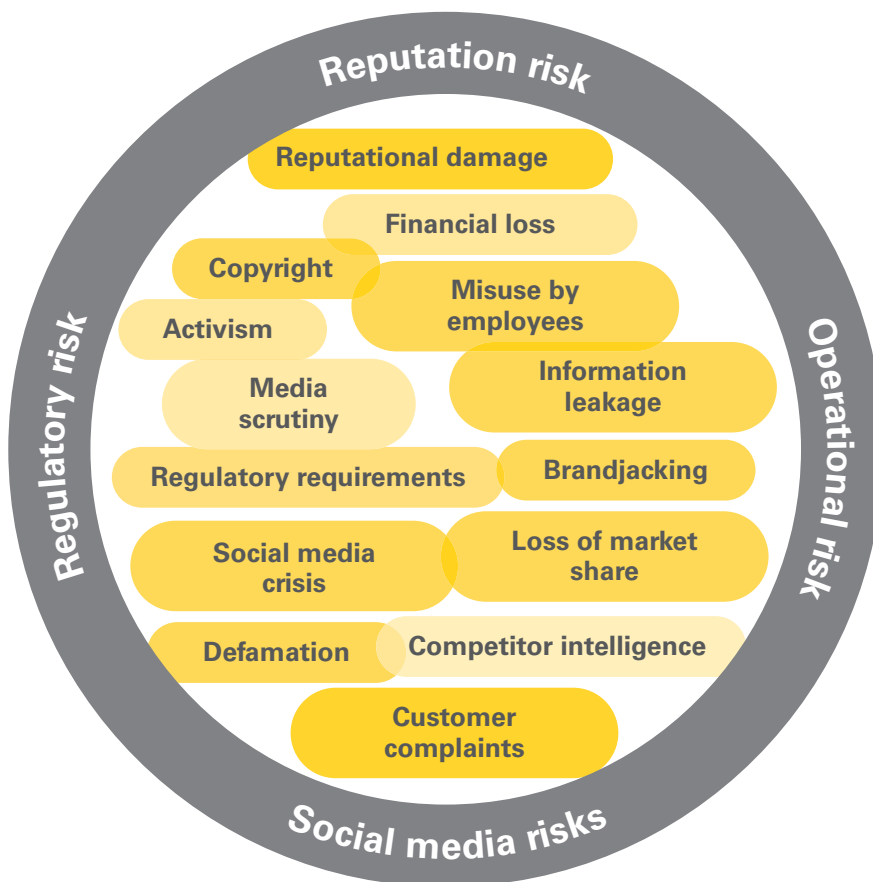 Reputation risk
Reputational damage
Financial loss
Copyright
Misuse by
employees
Activism
Information
leakage
Media
scrutiny
Regulatory requirements
Brandjacking
Social media
crisis
Loss of market
share
Defamation
Competitor intelligence
Customer
complaints
Regulatory risk
Operational risk
Social media risks